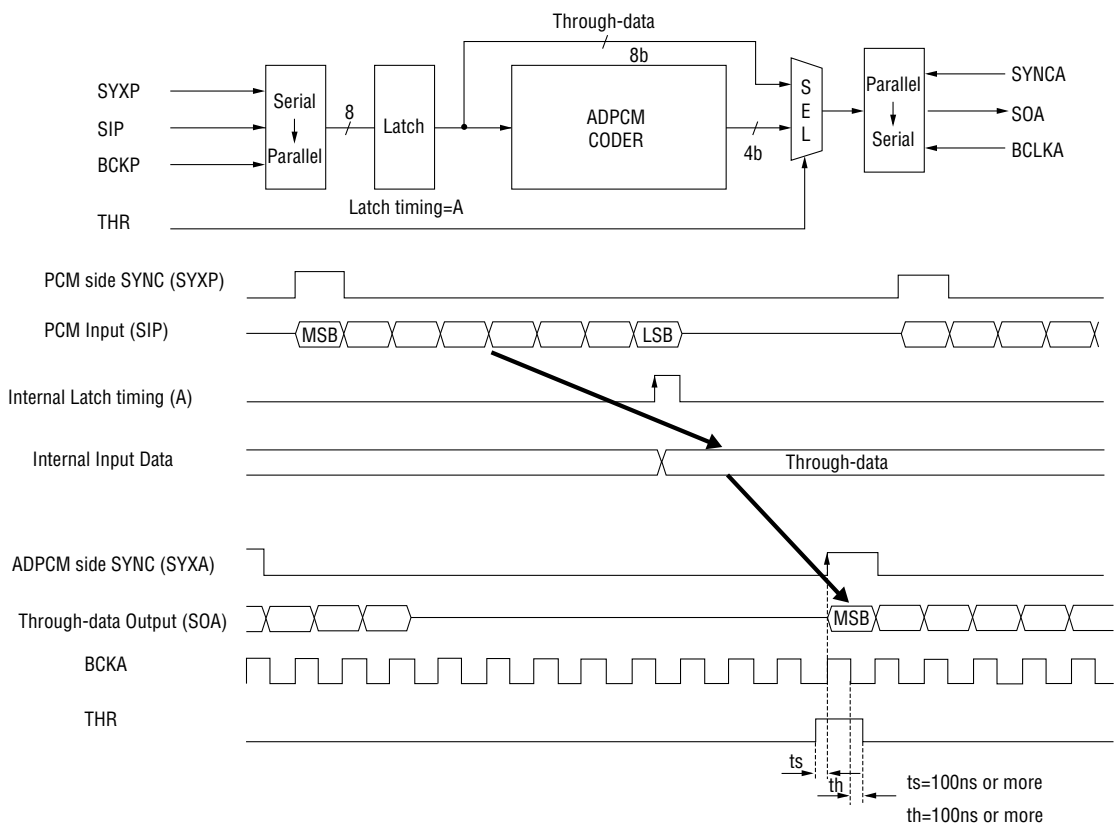 Through-data
8b
SYXP
SIP
BCKP
THR
Serial
Parallel
8
Latch
Latch timing=A
ADPCM
CODER
4b
S
E
L
Parallel
Serial
SYNCA
SOA
BCLKA
PCM side SYNC (SYXP)
PCM Input (SIP)
MSB
LSB
Internal Latch timing (A)
Internal Input Data
Through-data
ADPCM side SYNC (SYXA)
Through-data Output (SOA)
MSB
BCKA
THR
ts
th
ts=100ns or more
th=100ns or more